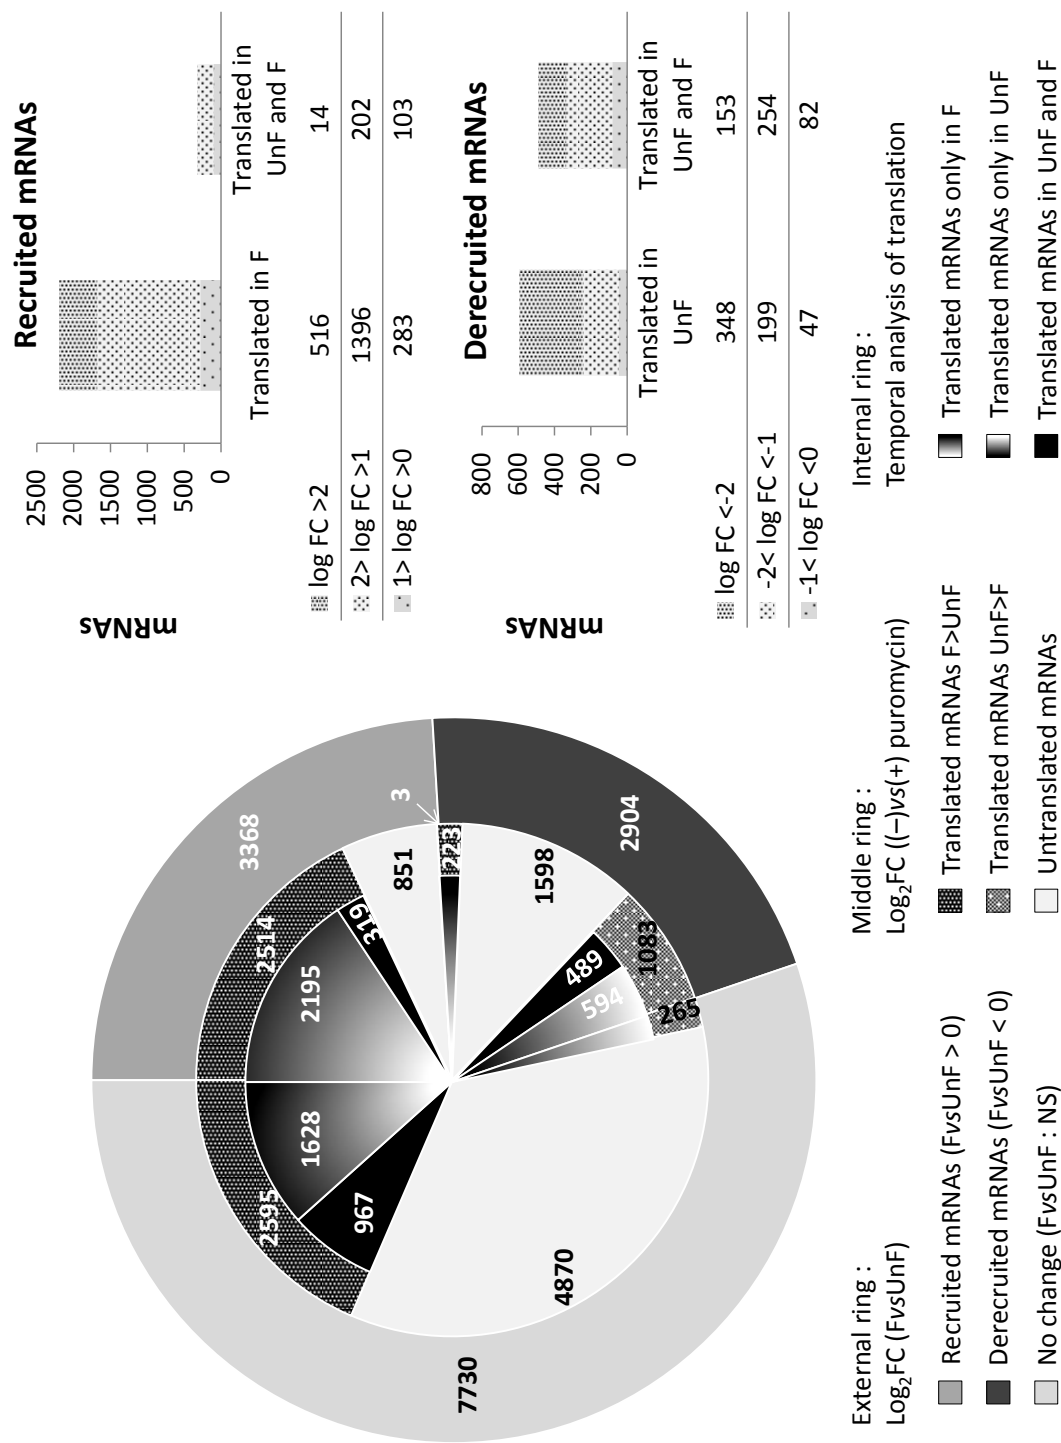 3368
2514
2195
319
851
3
223
2904
1598
1083
489
594
265
4870
7730
2595
1628
967
Recruited mRNAs
mRNAs
2500
2000
1500
1000
500
0
Translated in F
Translated in
UnF and F
log FC >2 516 14
2> log FC >1 1396 202
1> log FC >0 283 103
Derecruited mRNAs
mRNAs
800
600
400
200
0
Translated in
UnF
Translated in
UnF and F
log FC <-2 348 153
-2< log FC <-1 199 254
-1< log FC <0 47 82
External ring :
Log₂FC (FvsUnF)
Recruited mRNAs (FvsUnF > 0)
Derecruited mRNAs (FvsUnF < 0)
No change (FvsUnF : NS)
Middle ring :
Log₂FC ((–)vs(+) puromycin)
Translated mRNAs F>UnF
Translated mRNAs UnF>F
Untranslated mRNAs
Internal ring :
Temporal analysis of translation
Translated mRNAs only in F
Translated mRNAs only in UnF
Translated mRNAs in UnF and F